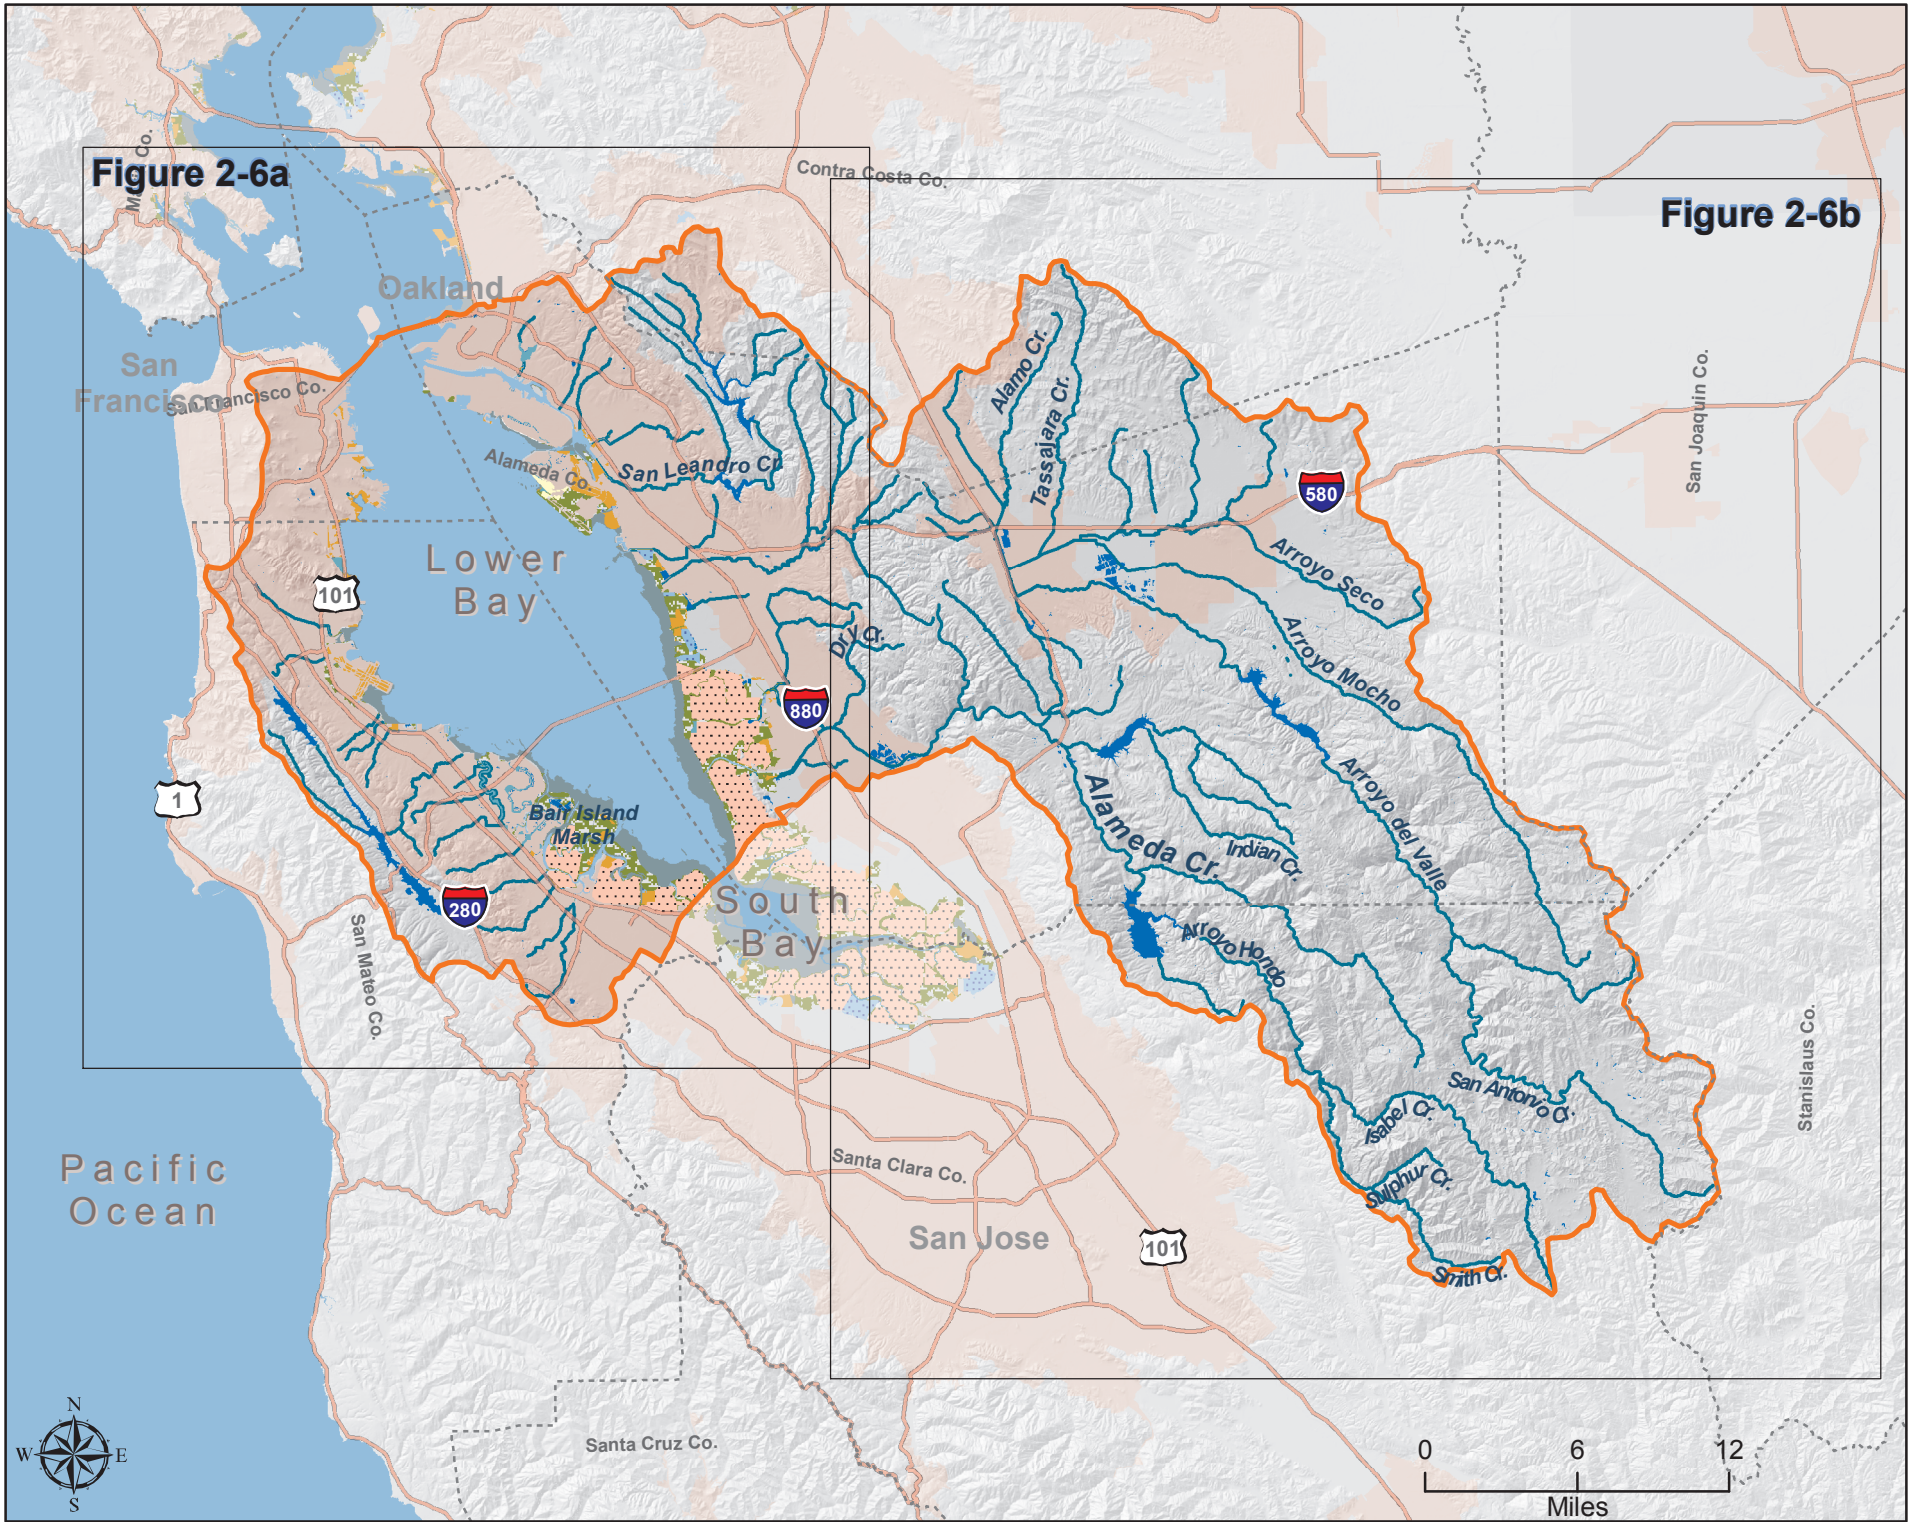 Figure 2-6a
Contra Costa Co.
Figure 2-6b
Oakland
San
Francisco
San Francisco Co.
Alamo Cr.
Tassajara Cr.
San Joaquin Co.
Alameda Co.
San Leandro Cr
580
Lower
Bay
101
Arroyo Seco
Dry Cr.
Arroyo Mocho
880
1
Bair Island
Marsh
Alameda Cr.
Indian Cr.
Arroyo del Valle
280
South
Bay
San Mateo Co.
Arroyo Hondo
Stanislaus Co.
San Antonio Cr.
Isabel Cr.
Pacific
Ocean
Santa Clara Co.
Sulphur Cr.
San Jose
101
Smith Cr.
Santa Cruz Co.
N
W
E
S
0 6 12
Miles